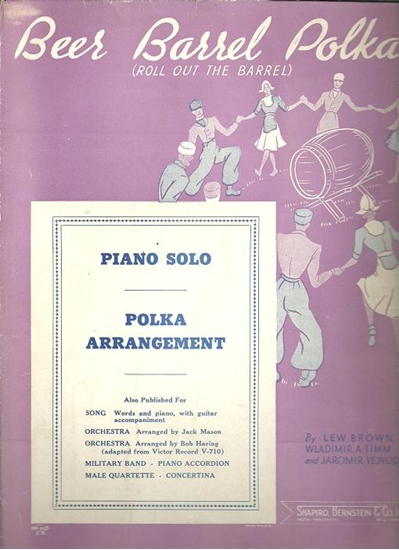 Beer Barrel Polka
(ROLL OUT THE BARREL)
PIANO SOLO
POLKA
ARRANGEMENT
Also Published For
SONG Words and piano, with guitar
accompaniment
ORCHESTRA Arranged by Jack Mason
ORCHESTRA Arranged by Bob Haring
(adapted from Victor Record V-710)
MILITARY BAND - PIANO ACCORDION
MALE QUARTETTE - CONCERTINA
By LEW BROWN
WLADIMIR A. TIMM
and JAROMIR VEJVOD
SHAPIRO, BERNSTEIN & CO.